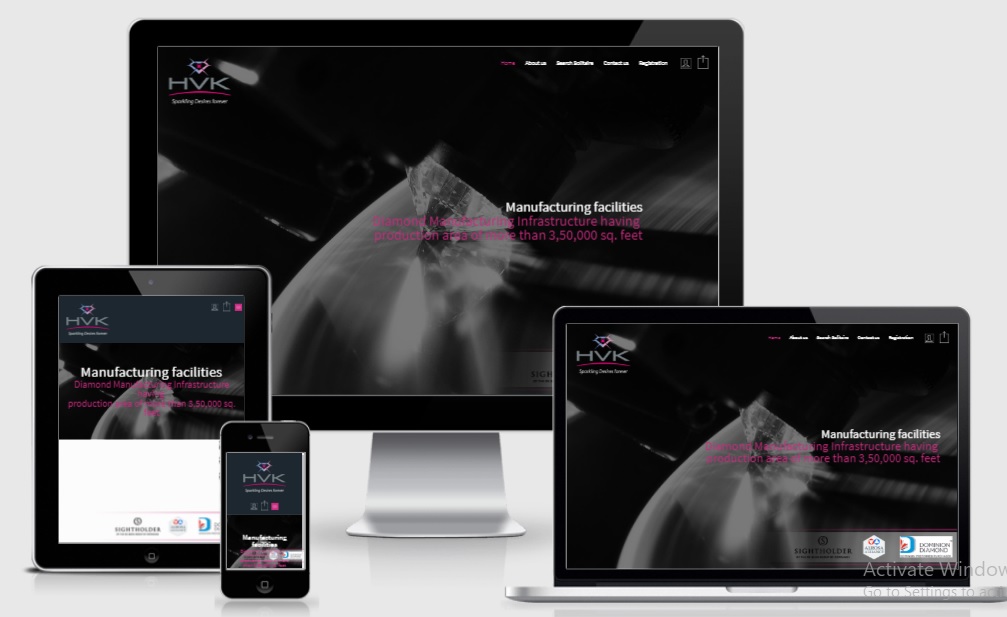 HVK
Sparkling Desires forever
Home About us Search Solitaire Contact us Registration
Manufacturing facilities
Diamond Manufacturing Infrastructure having
production area of more than 3,50,000 sq. feet
SIGHTH
HVK
Sparkling Desires forever
Manufacturing facilities
Diamond Manufacturing Infrastructure
having
production area of more than 3,50,000 sq.
feet
SIGHTHOLDER
HVK
Sparkling Desires forever
Manufacturing
facilities
HVK
Sparkling Desires forever
Home About us Search Solitaire Contact us Registration
Manufacturing facilities
Diamond Manufacturing Infrastructure having
production area of more than 3,50,000 sq. feet
SIGHTHOLDER
ALROSA
DOMINION
DIAMOND
Activate Window
Go to Settings to a